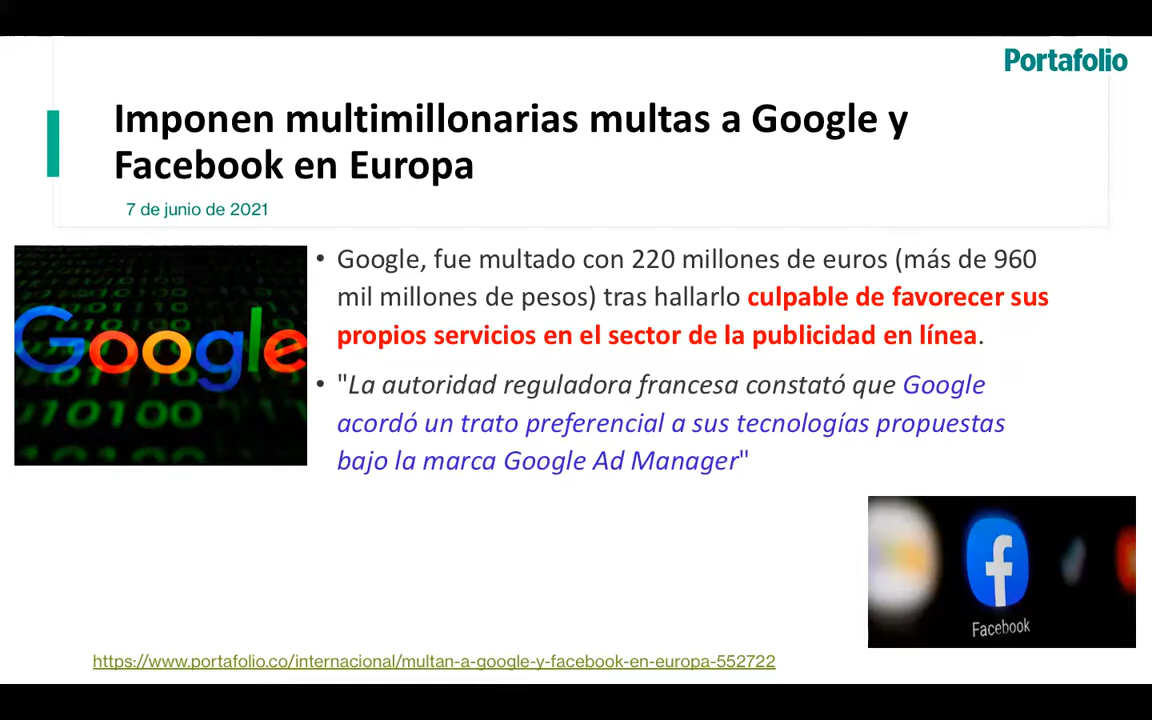 Portafolio
Imponen multimillonarias multas a Google y
Facebook en Europa
7 de junio de 2021
• Google, fue multado con 220 millones de euros (más de 960
mil millones de pesos) tras hallarlo culpable de favorecer sus
propios servicios en el sector de la publicidad en línea.
• "La autoridad reguladora francesa constató que Google
acordó un trato preferencial a sus tecnologías propuestas
bajo la marca Google Ad Manager"
Google
Facebook
https://www.portafolio.co/internacional/multan-a-google-y-facebook-en-europa-552722